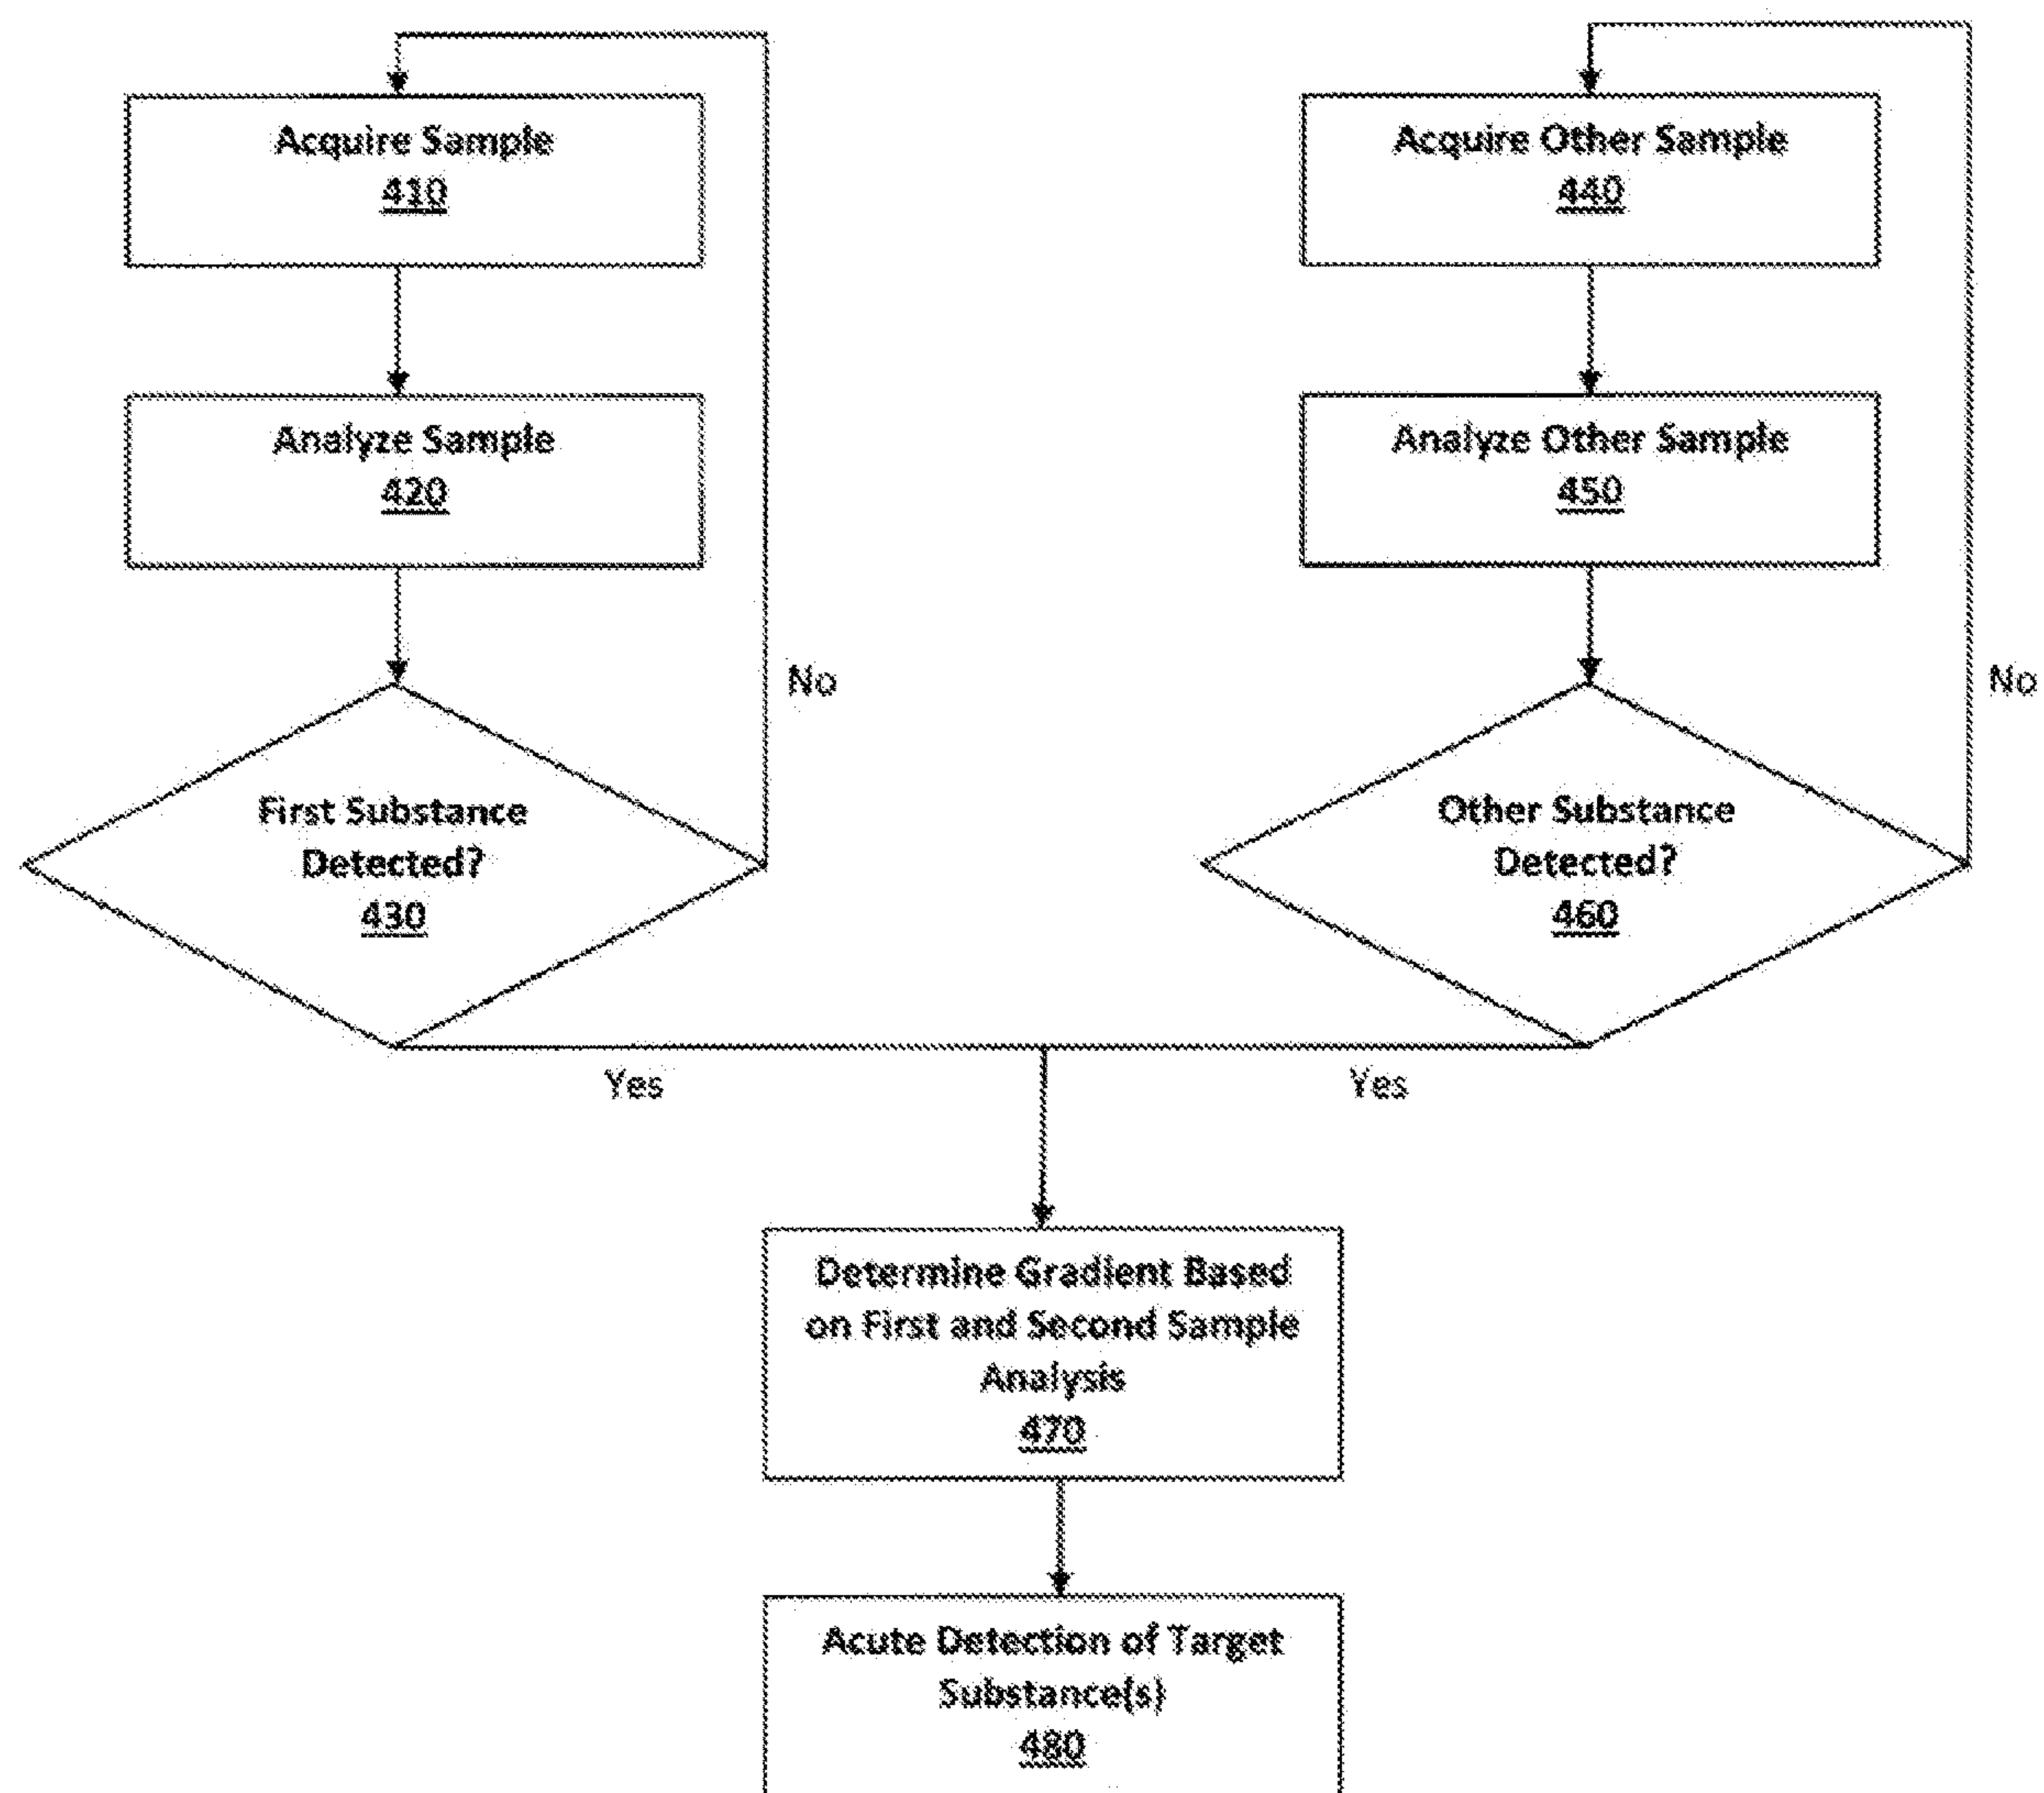 Acquire Sample
410
Analyze Sample
420
No
First Substance
Detected?
430
Yes
Acquire Other Sample
440
Analyze Other Sample
450
No
Other Substance
Detected?
460
Yes
Determine Gradient Based
on First and Second Sample
Analysis
470
Acute Detection of Target
Substance(s)
480